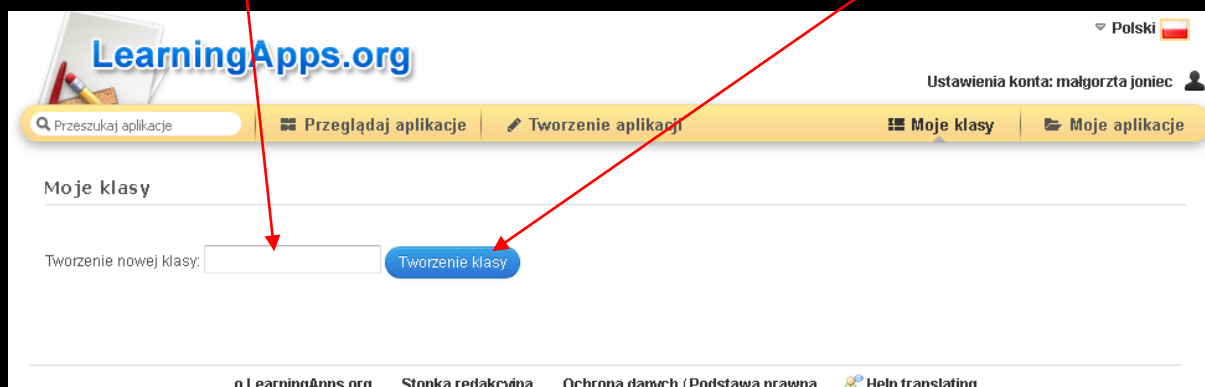 LearningApps.org
Polski
Ustawienia konta: małgorzta joniec
Przeszukaj aplikacje
Przeglądaj aplikacje
Tworzenie aplikacji
Moje klasy
Moje aplikacje
Moje klasy
Tworzenie nowej klasy:
Tworzenie klasy
o LearningApps.org
Stopka redakcyjna
Ochrona danych / Podstawa prawna
Help translating